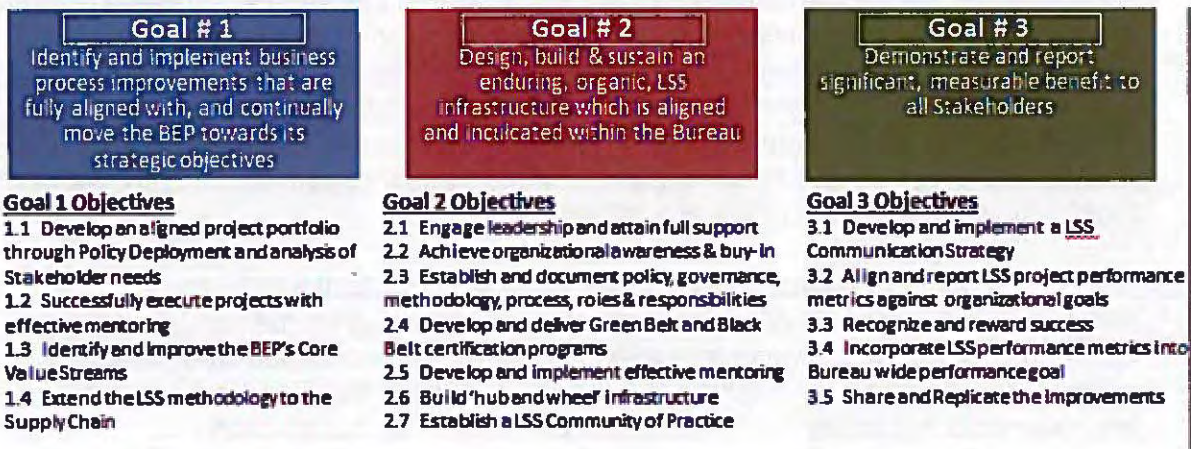 Goal # 1
Identify and implement business
process improvements that are
fully aligned with, and continually
move the BEP towards its
strategic objectives
Goal 1 Objectives
1.1 Develop an aligned project portfolio
through Policy Deployment and analysis of
Stakeholder needs
1.2 Successfully execute projects with
effective mentoring
1.3 Identify and improve the BEP's Core
Value Streams
1.4 Extend the LSS methodology to the
Supply Chain
Goal # 2
Design, build & sustain an
enduring, organic, LSS
infrastructure which is aligned
and inculcated within the Bureau
Goal 2 Objectives
2.1 Engage leadership and attain full support
2.2 Achieve organizational awareness & buy-in
2.3 Establish and document policy, governance,
methodology, process, roles & responsibilities
2.4 Develop and deliver Green Belt and Black
Belt certification programs
2.5 Develop and implement effective mentoring
2.6 Build 'hub and wheel' infrastructure
2.7 Establish a LSS Community of Practice
Goal # 3
Demonstrate and report
significant, measurable benefit to
all Stakeholders
Goal 3 Objectives
3.1 Develop and implement a LSS
Communication Strategy
3.2 Align and report LSS project performance
metrics against organizational goals
3.3 Recognize and reward success
3.4 Incorporate LSS performance metrics into
Bureau wide performance goal
3.5 Share and Replicate the improvements